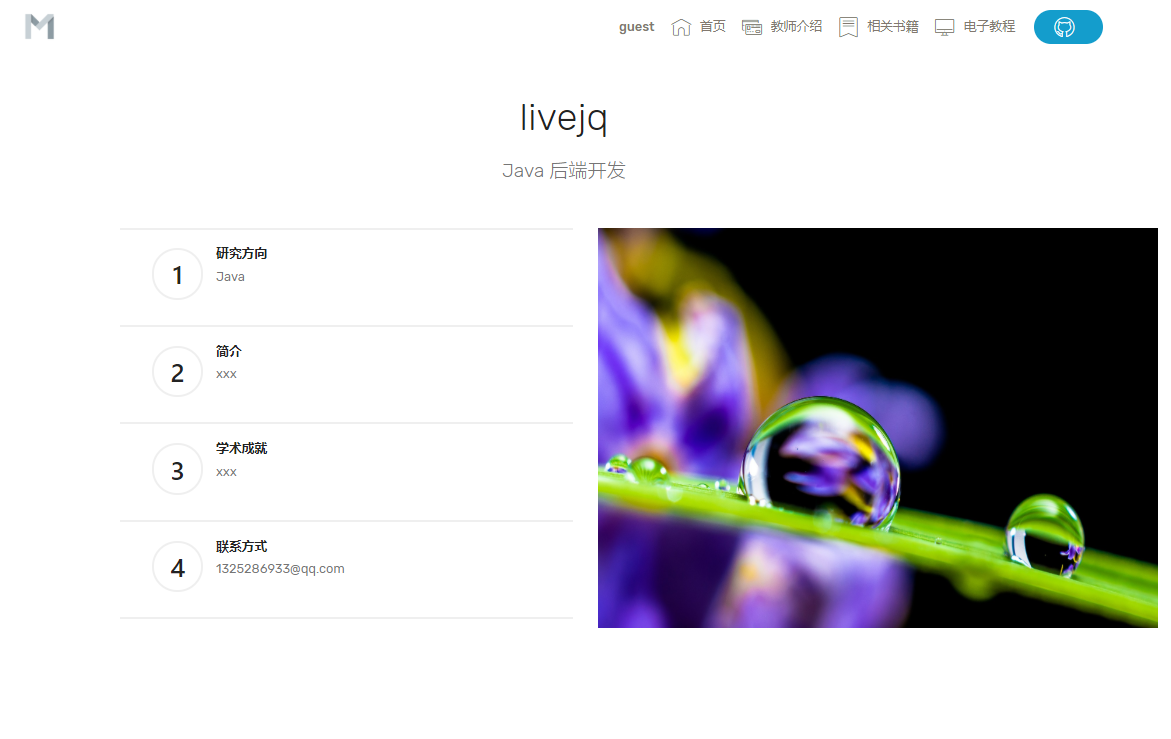 guest 首页 教师介绍 相关书籍 电子教程
livejq
Java 后端开发
1
研究方向
Java
2
简介
xxx
3
学术成就
xxx
4
联系方式
1325286933@qq.com